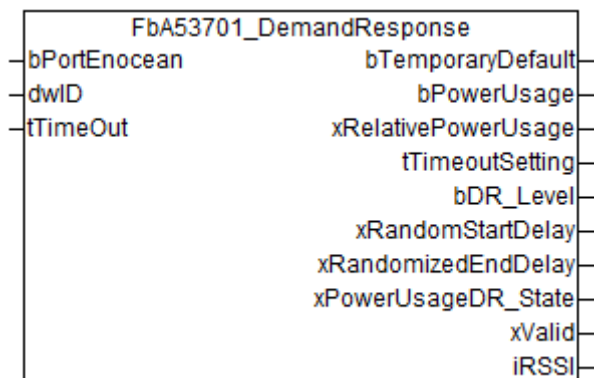 FbA53701_DemandResponse
bPortEnocean bTemporaryDefault
dwID bPowerUsage
tTimeOut xRelativePowerUsage
tTimeoutSetting
bDR_Level
xRandomStartDelay
xRandomizedEndDelay
xPowerUsageDR_State
xValid
iRSSI